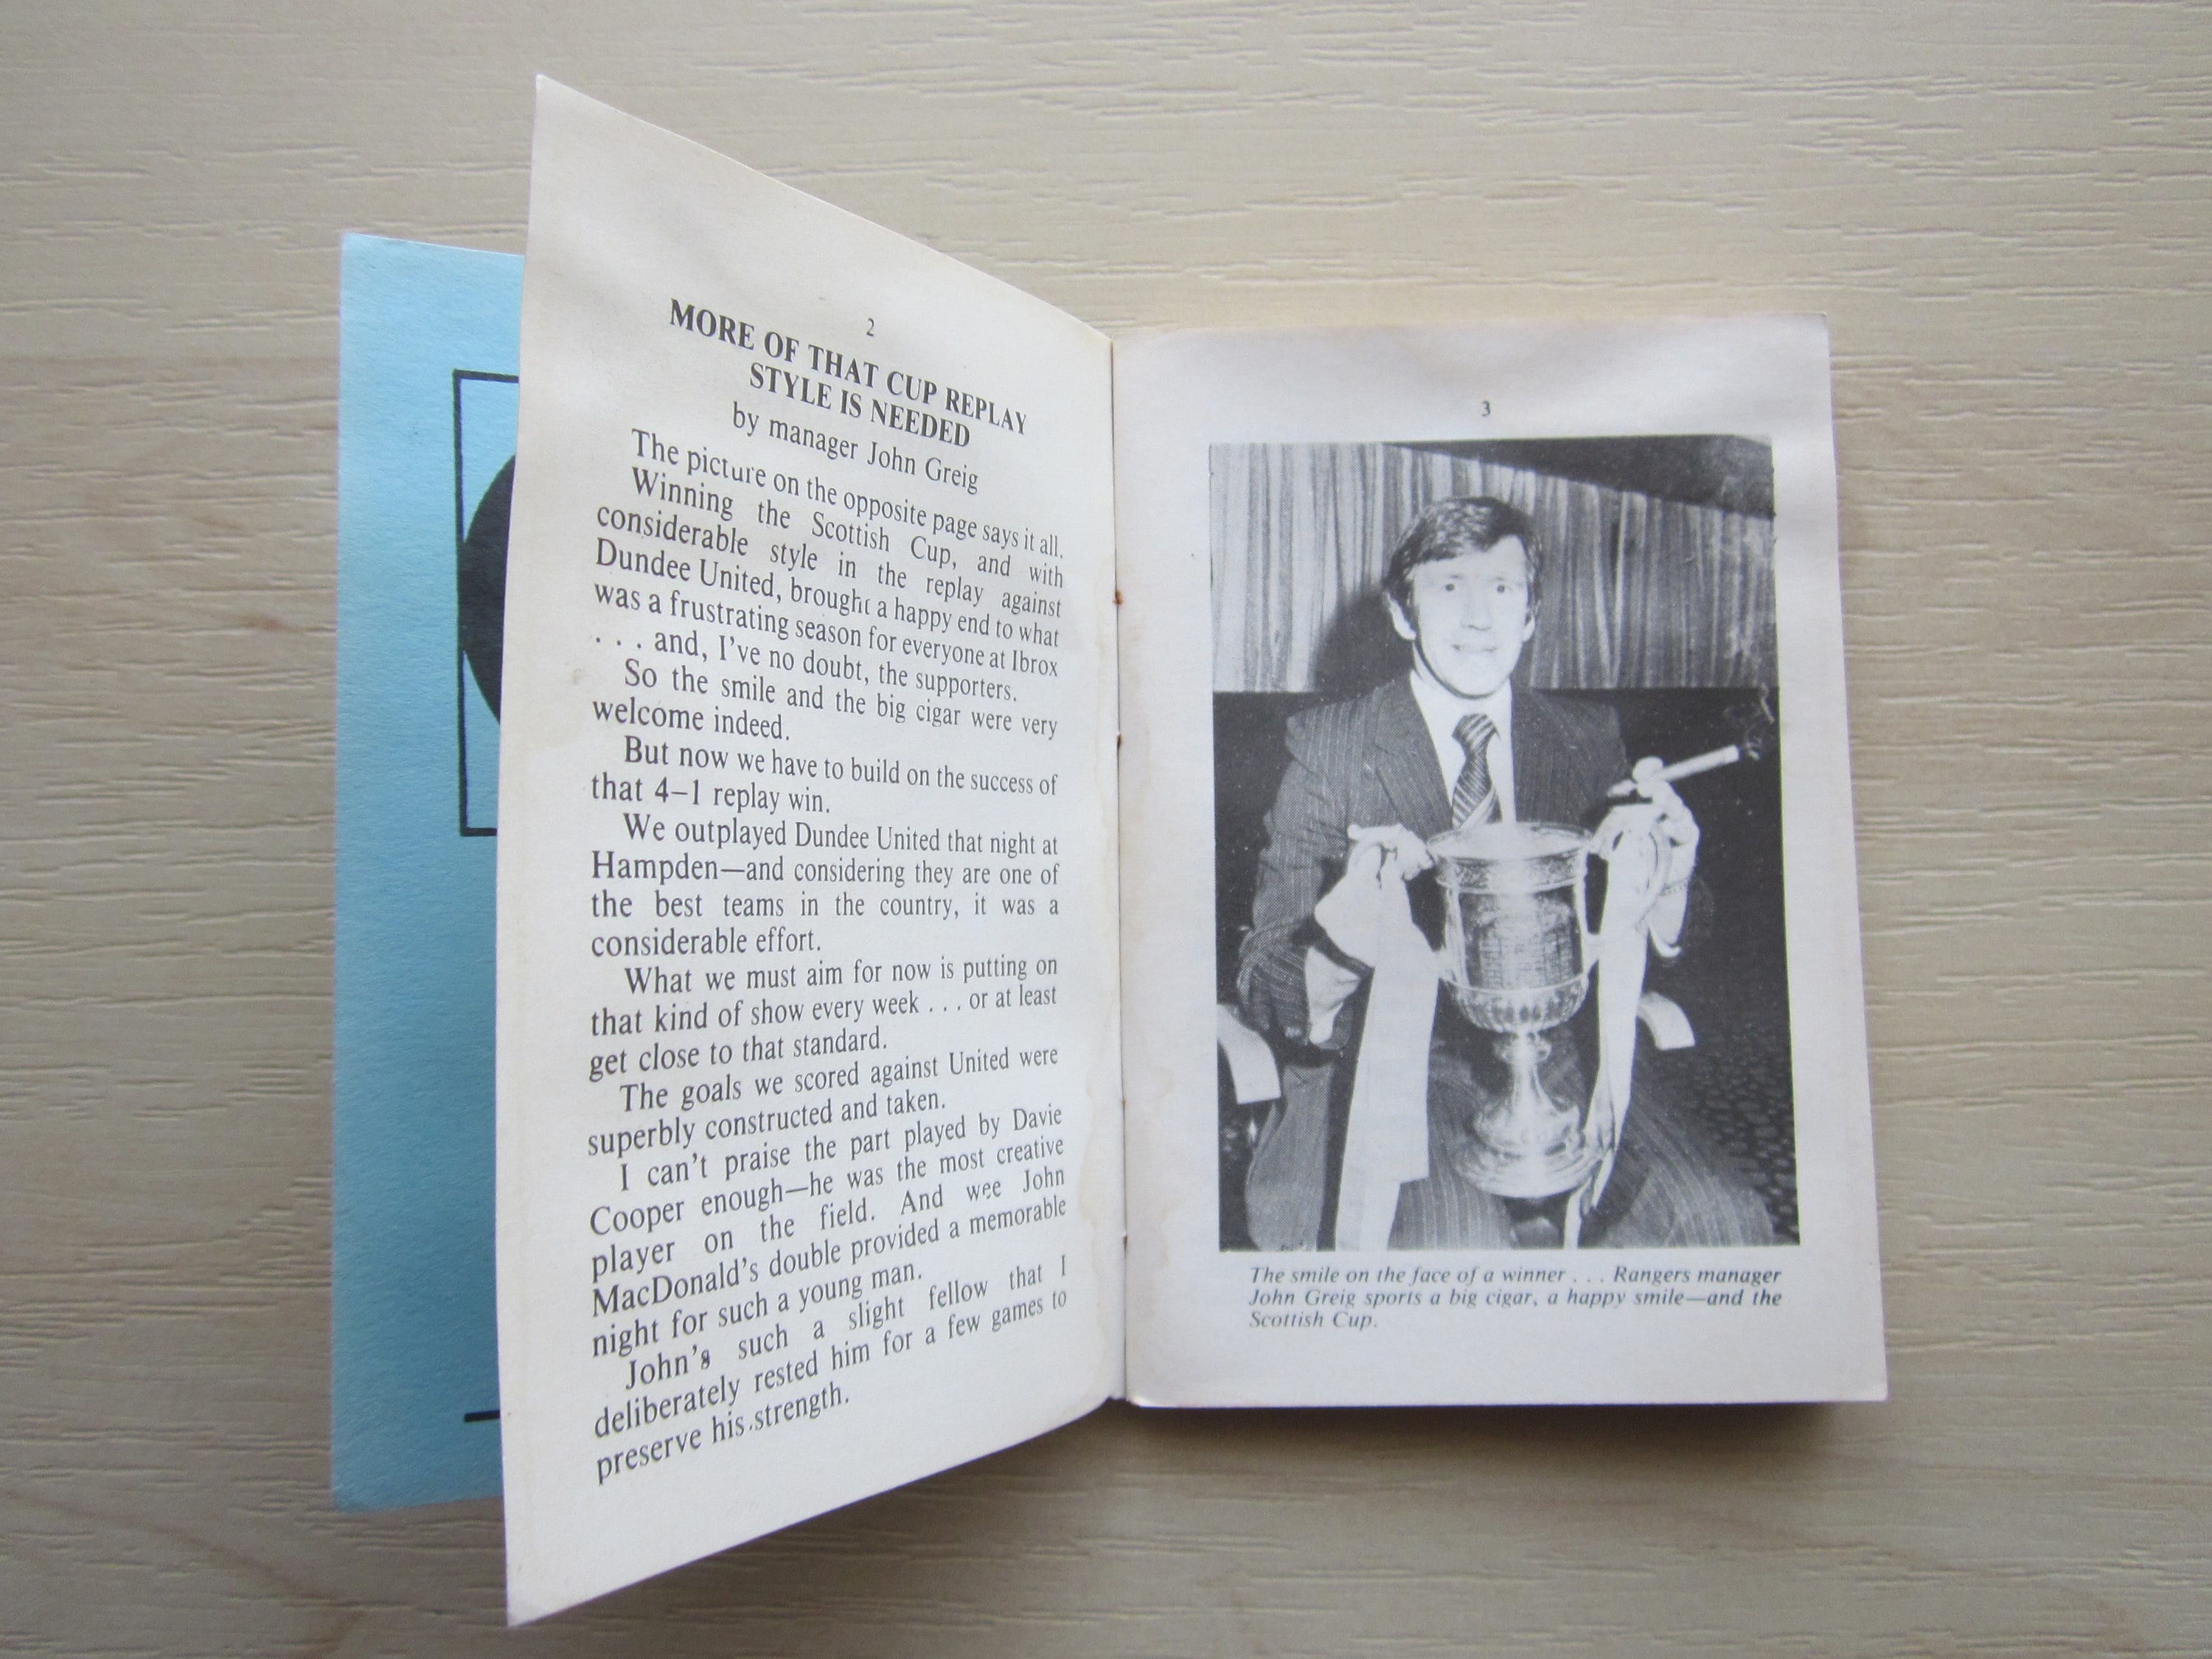 2
MORE OF THAT CUP REPLAY
STYLE IS NEEDED
by manager John Greig
The picture on the opposite page says it all.
Winning the Scottish Cup, and with
considerable style in the replay against
Dundee United, brought a happy end to what
was a frustrating season for everyone at Ibrox
. . . and, I've no doubt, the supporters.
So the smile and the big cigar were very
welcome indeed.
But now we have to build on the success of
that 4–1 replay win.
We outplayed Dundee United that night at
Hampden—and considering they are one of
the best teams in the country, it was a
considerable effort.
What we must aim for now is putting on
that kind of show every week . . . or at least
get close to that standard.
The goals we scored against United were
superbly constructed and taken.
I can't praise the part played by Davie
Cooper enough—he was the most creative
player on the field. And wee John
MacDonald's double provided a memorable
night for such a young man.
John's such a slight fellow that I
deliberately rested him for a few games to
preserve his strength.
3
The smile on the face of a winner . . . Rangers manager
John Greig sports a big cigar, a happy smile—and the
Scottish Cup.